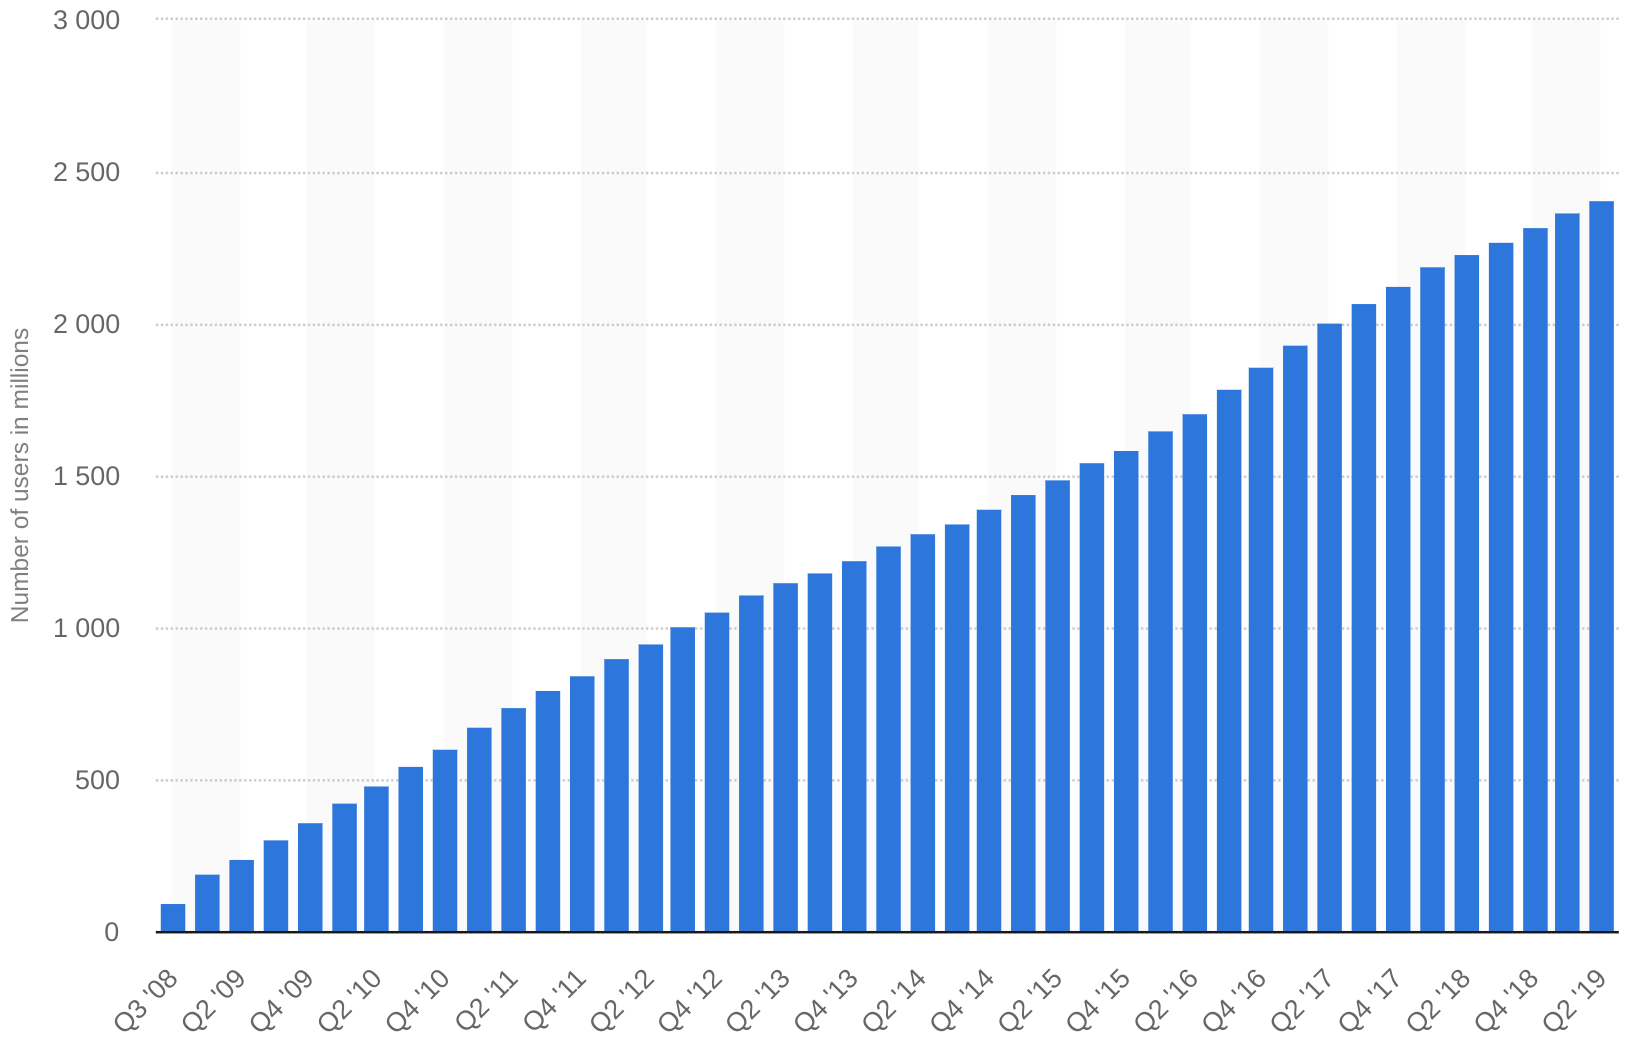 3 000
2 500
2 000
1 500
1 000
500
0
Number of users in millions
Q3 '08
Q2 '09
Q4 '09
Q2 '10
Q4 '10
Q2 '11
Q4 '11
Q2 '12
Q4 '12
Q2 '13
Q4 '13
Q2 '14
Q4 '14
Q2 '15
Q4 '15
Q2 '16
Q4 '16
Q2 '17
Q4 '17
Q2 '18
Q4 '18
Q2 '19